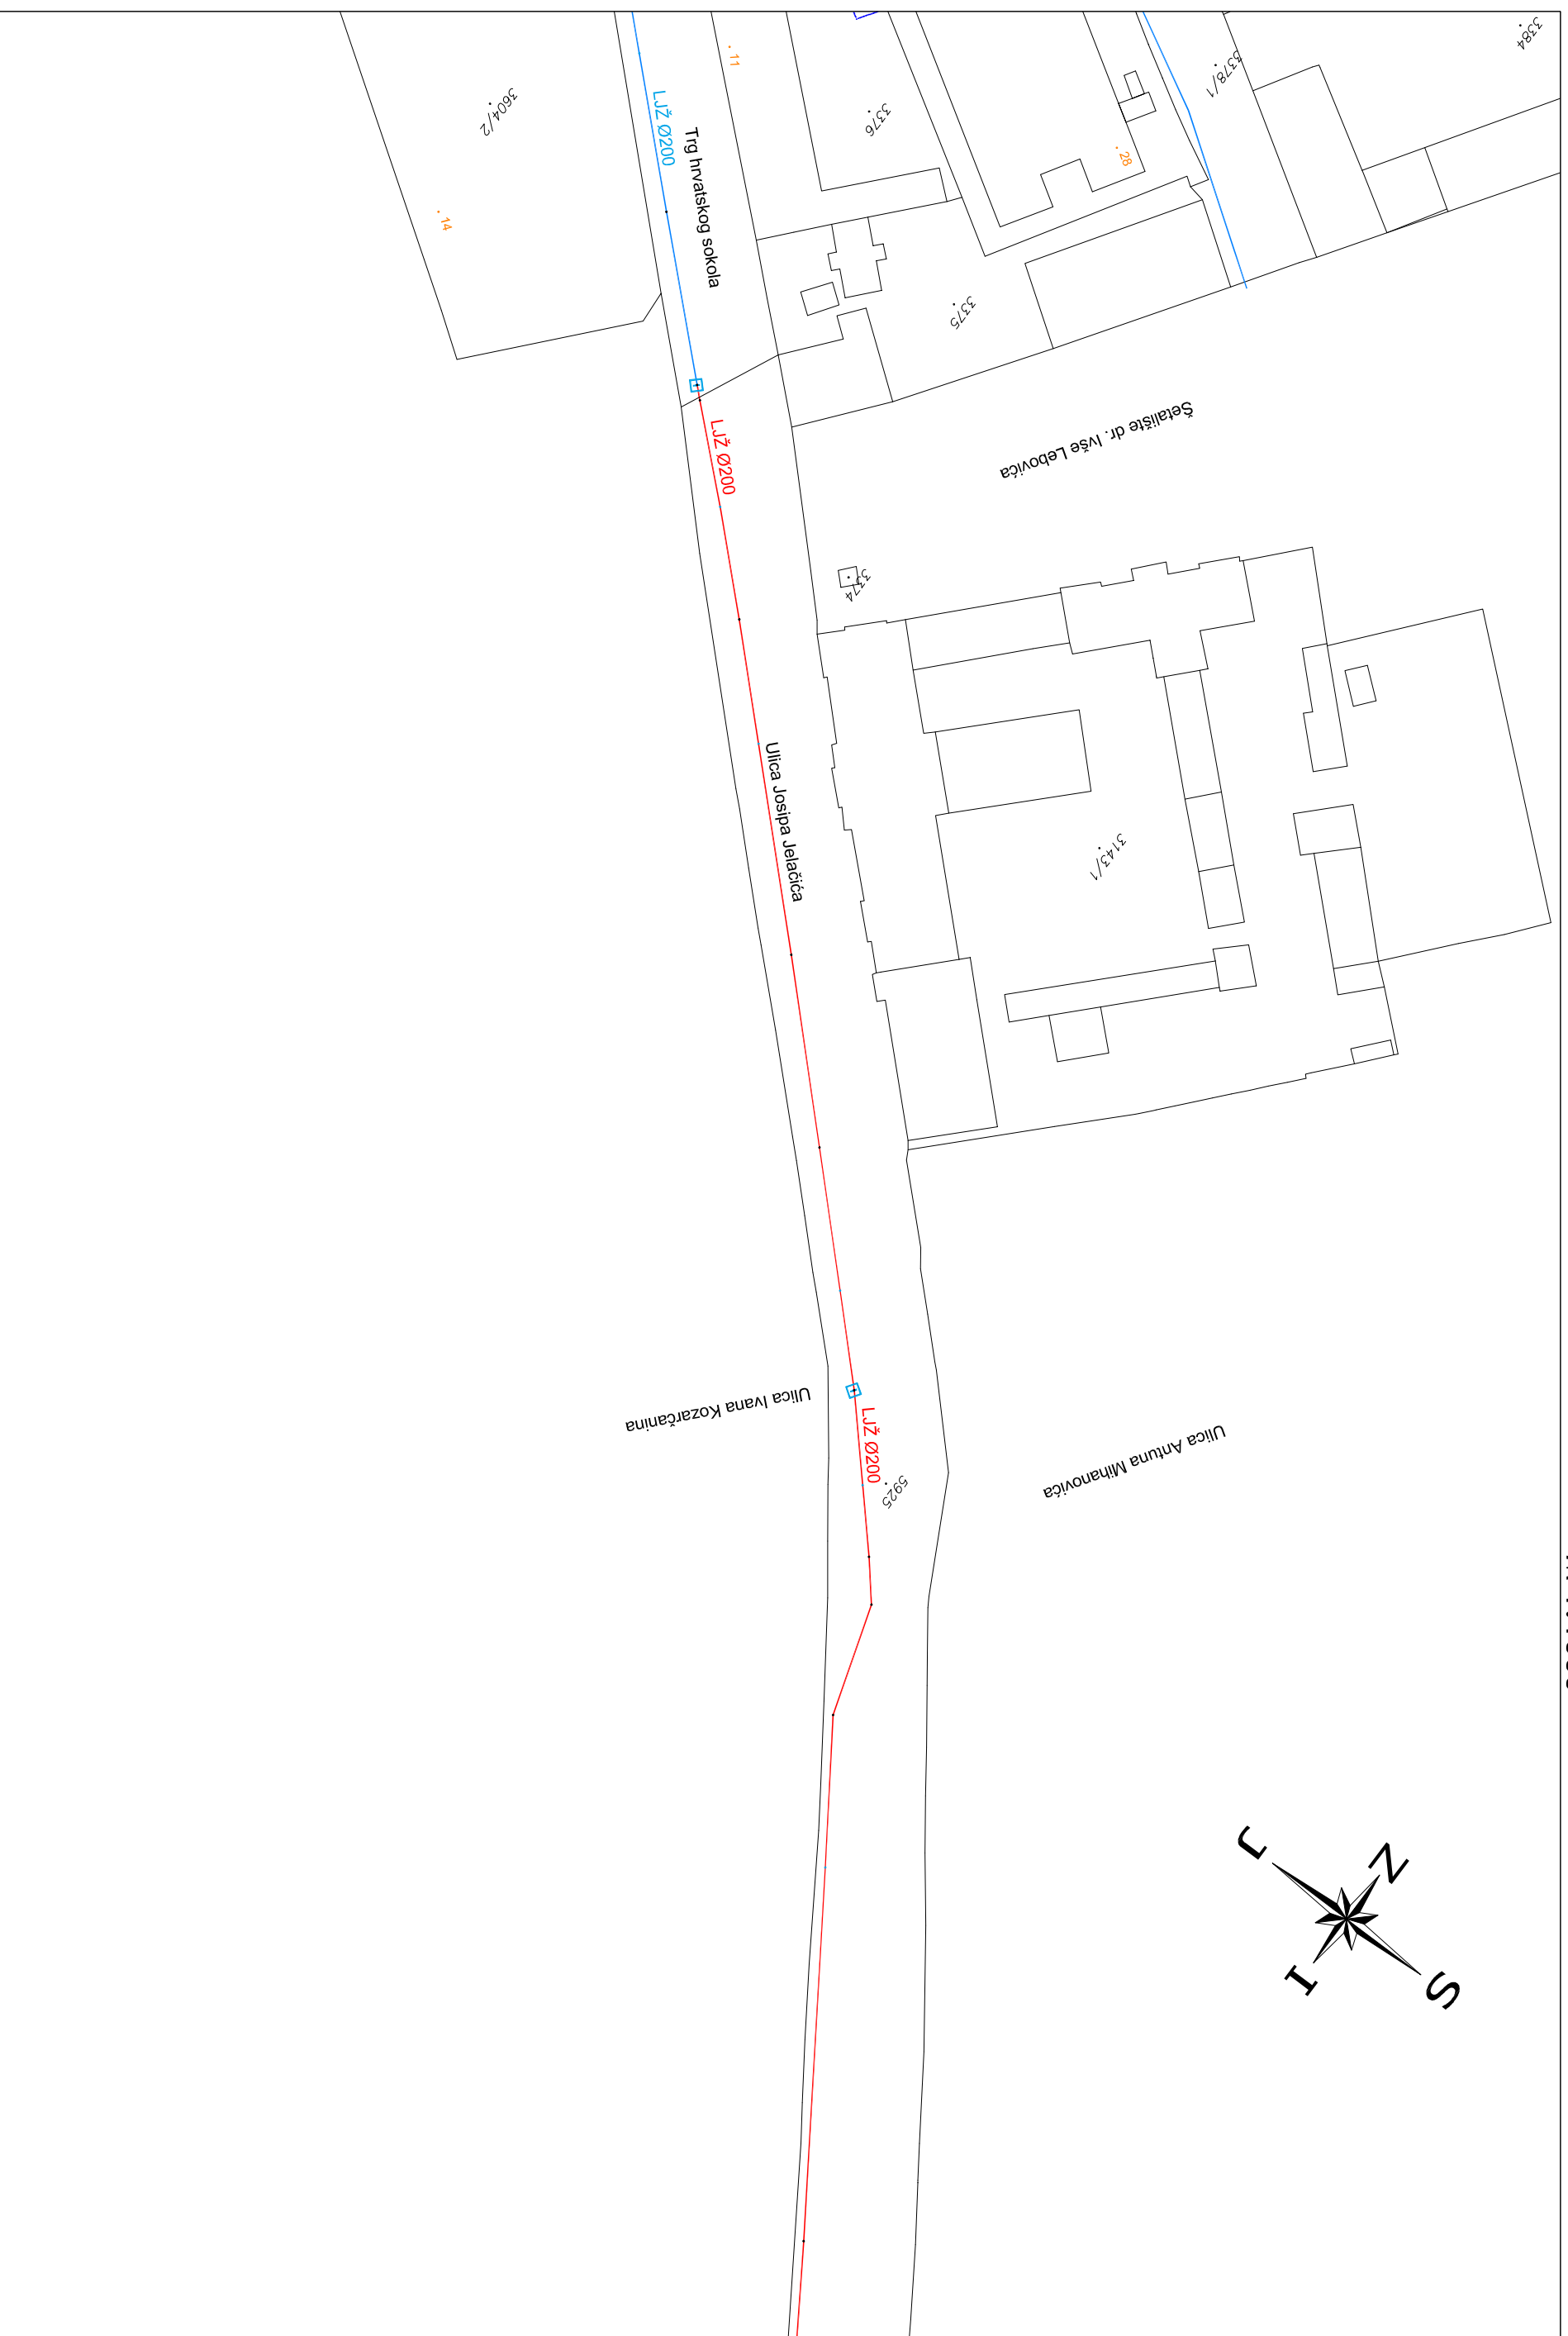 3384
3378/1
11
3604/2
3376
LJŽ Ø200
28
Trg hrvatskog sokola
14
3375
Šetalište dr. Ivše Lebovića
LJŽ Ø200
3374
Ulica Josipa Jelačića
3143/1
Ulica Ivana Kozarčanina
LJŽ Ø200
Ulica Antuna Mihanovića
5925
J
Z
I
S